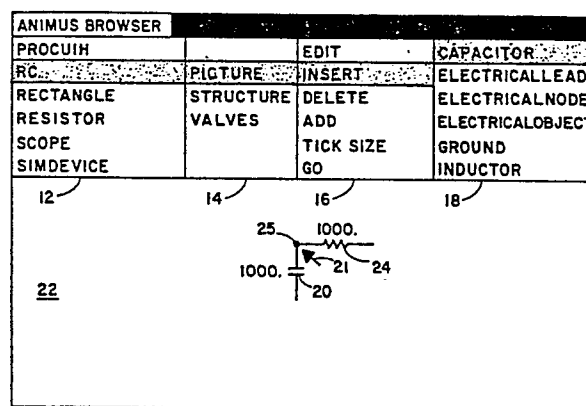 ANIMUS BROWSER
PROCUIH EDIT CAPACITOR
RC PICTURE INSERT ELECTRICALLEAD
RECTANGLE STRUCTURE DELETE ELECTRICALNODE
RESISTOR VALVES ADD ELECTRICALOBJECT
SCOPE TICK SIZE GROUND
SIMDEVICE GO INDUCTOR
12 14 16 18
25 1000.
1000. 21 24
22 20